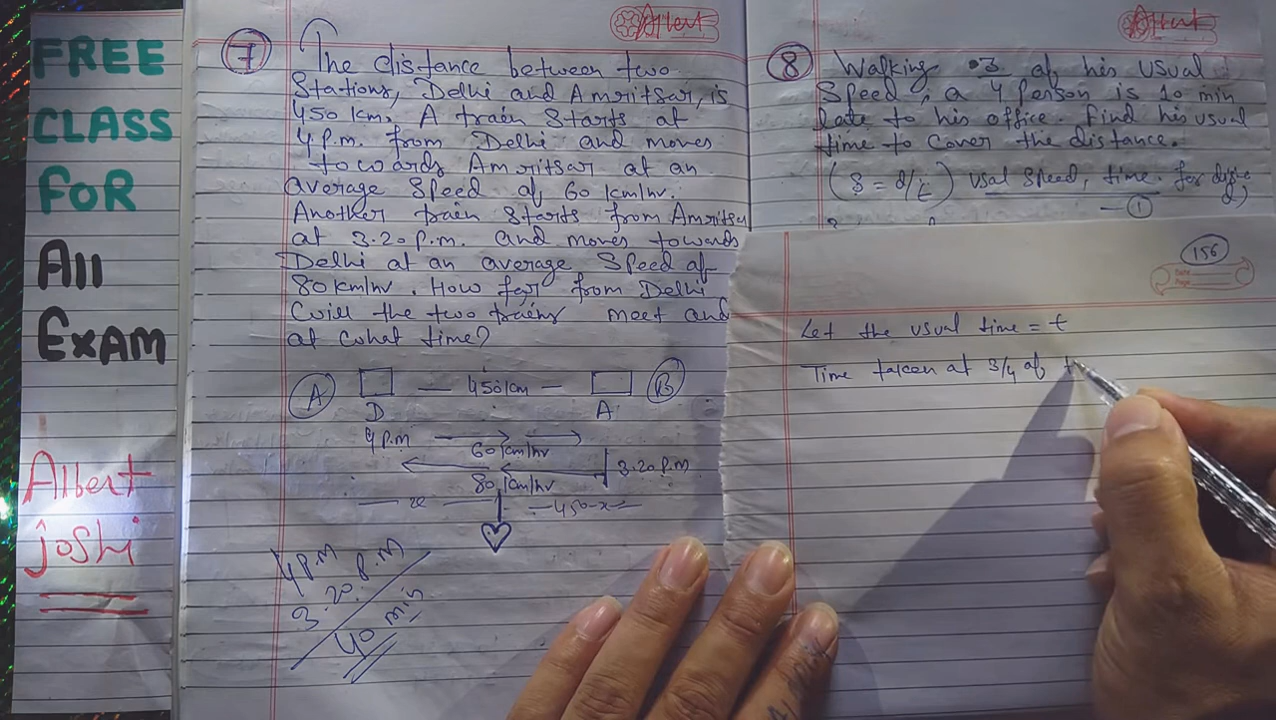 FREE
CLASS
FOR
All
EXAM
Albert
joshi
Albert
7
The distance between two
Stations, Delhi and Amritsar, is
450 km. A train starts at
4 p.m. from Delhi and moves
towards Amritsar at an
average speed of 60 km/hr.
Another train starts from Amritsar
at 3.20 p.m. and moves towards
Delhi at an average speed of
80 km/hr. How far from Delhi
will the two trains meet and
at what time?
A — 450 km — B
D A
4 p.m 60 km/hr
3.20 p.m
80 km/hr
x 450-x
4 P.M
3.20. P.M
40 min
Albert
8
Walking 3 of his usual
Speed, a 4 person is 10 min
late to his office. Find his usual
time to cover the distance.
(S = d/t) usal speed, time. for
1
156
Let the usual time = t
Time taken at 3/4 of